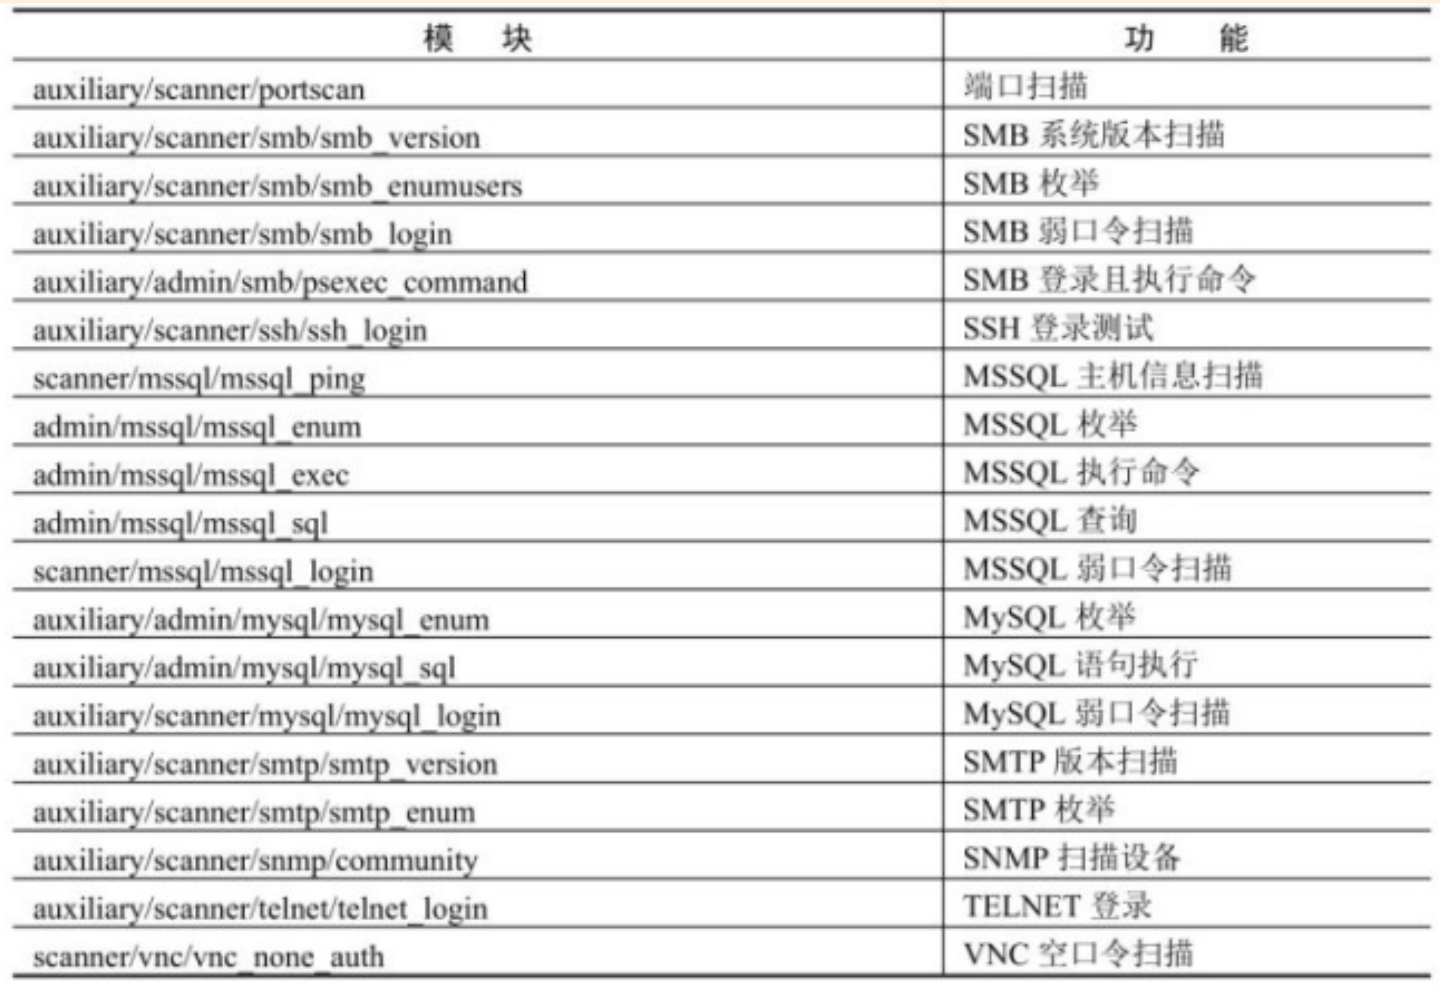 模 块 功 能
auxiliary/scanner/portscan 端口扫描
auxiliary/scanner/smb/smb_version SMB 系统版本扫描
auxiliary/scanner/smb/smb_enumusers SMB 枚举
auxiliary/scanner/smb/smb_login SMB 弱口令扫描
auxiliary/admin/smb/psexec_command SMB 登录且执行命令
auxiliary/scanner/ssh/ssh_login SSH 登录测试
scanner/mssql/mssql_ping MSSQL 主机信息扫描
admin/mssql/mssql_enum MSSQL 枚举
admin/mssql/mssql_exec MSSQL 执行命令
admin/mssql/mssql_sql MSSQL 查询
scanner/mssql/mssql_login MSSQL 弱口令扫描
auxiliary/admin/mysql/mysql_enum MySQL 枚举
auxiliary/admin/mysql/mysql_sql MySQL 语句执行
auxiliary/scanner/mysql/mysql_login MySQL 弱口令扫描
auxiliary/scanner/smtp/smtp_version SMTP 版本扫描
auxiliary/scanner/smtp/smtp_enum SMTP 枚举
auxiliary/scanner/snmp/community SNMP 扫描设备
auxiliary/scanner/telnet/telnet_login TELNET 登录
scanner/vnc/vnc_none_auth VNC 空口令扫描